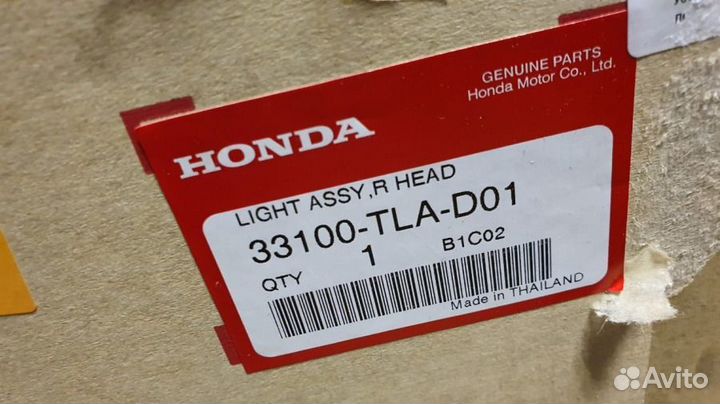 GENUINE PARTS
Honda Motor Co., Ltd.
HONDA
LIGHT ASSY,R HEAD
33100-TLA-D01
QTY 1 B1C02
Made in THAILAND
Avito